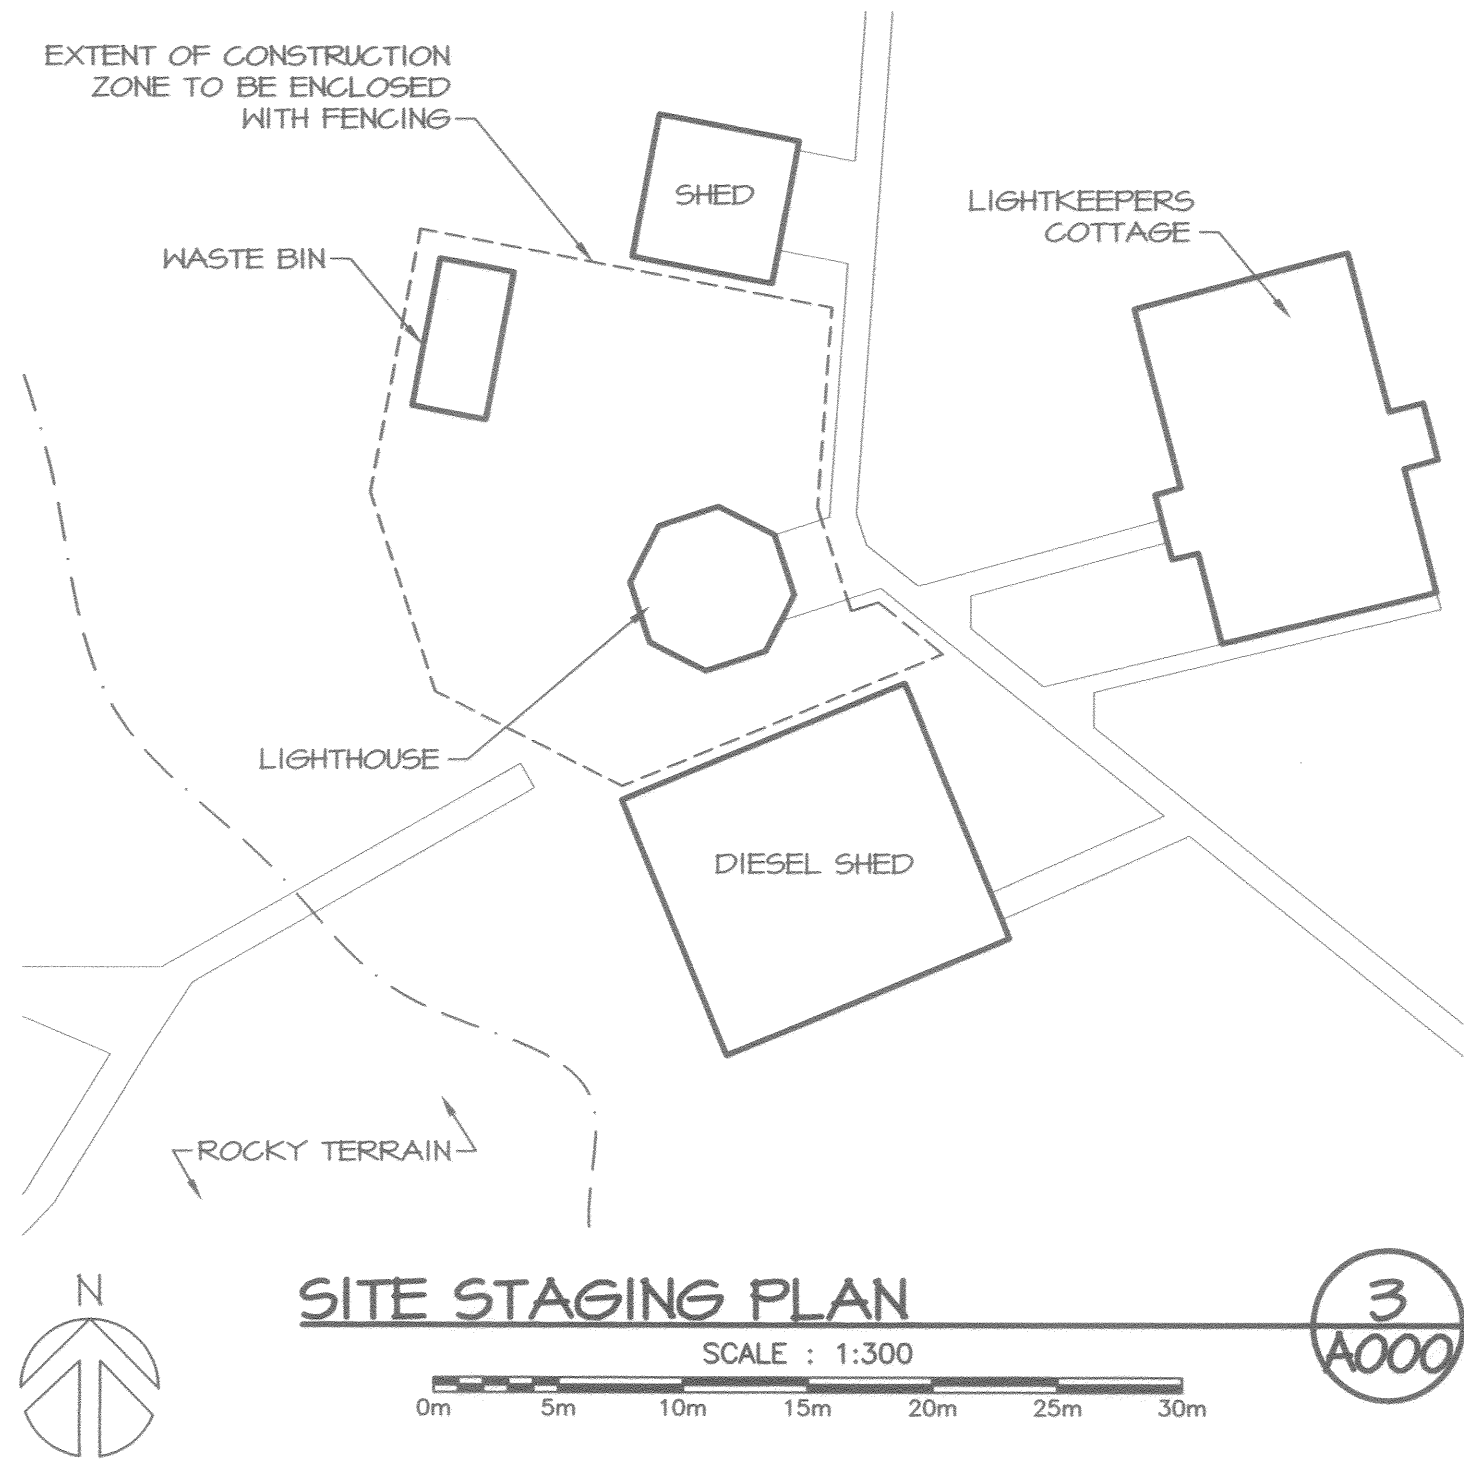 EXTENT OF CONSTRUCTION
ZONE TO BE ENCLOSED
WITH FENCING
SHED
LIGHTKEEPERS
COTTAGE
WASTE BIN
LIGHTHOUSE
DIESEL SHED
ROCKY TERRAIN
N
SITE STAGING PLAN
3
A000
SCALE : 1:300
0m 5m 10m 15m 20m 25m 30m